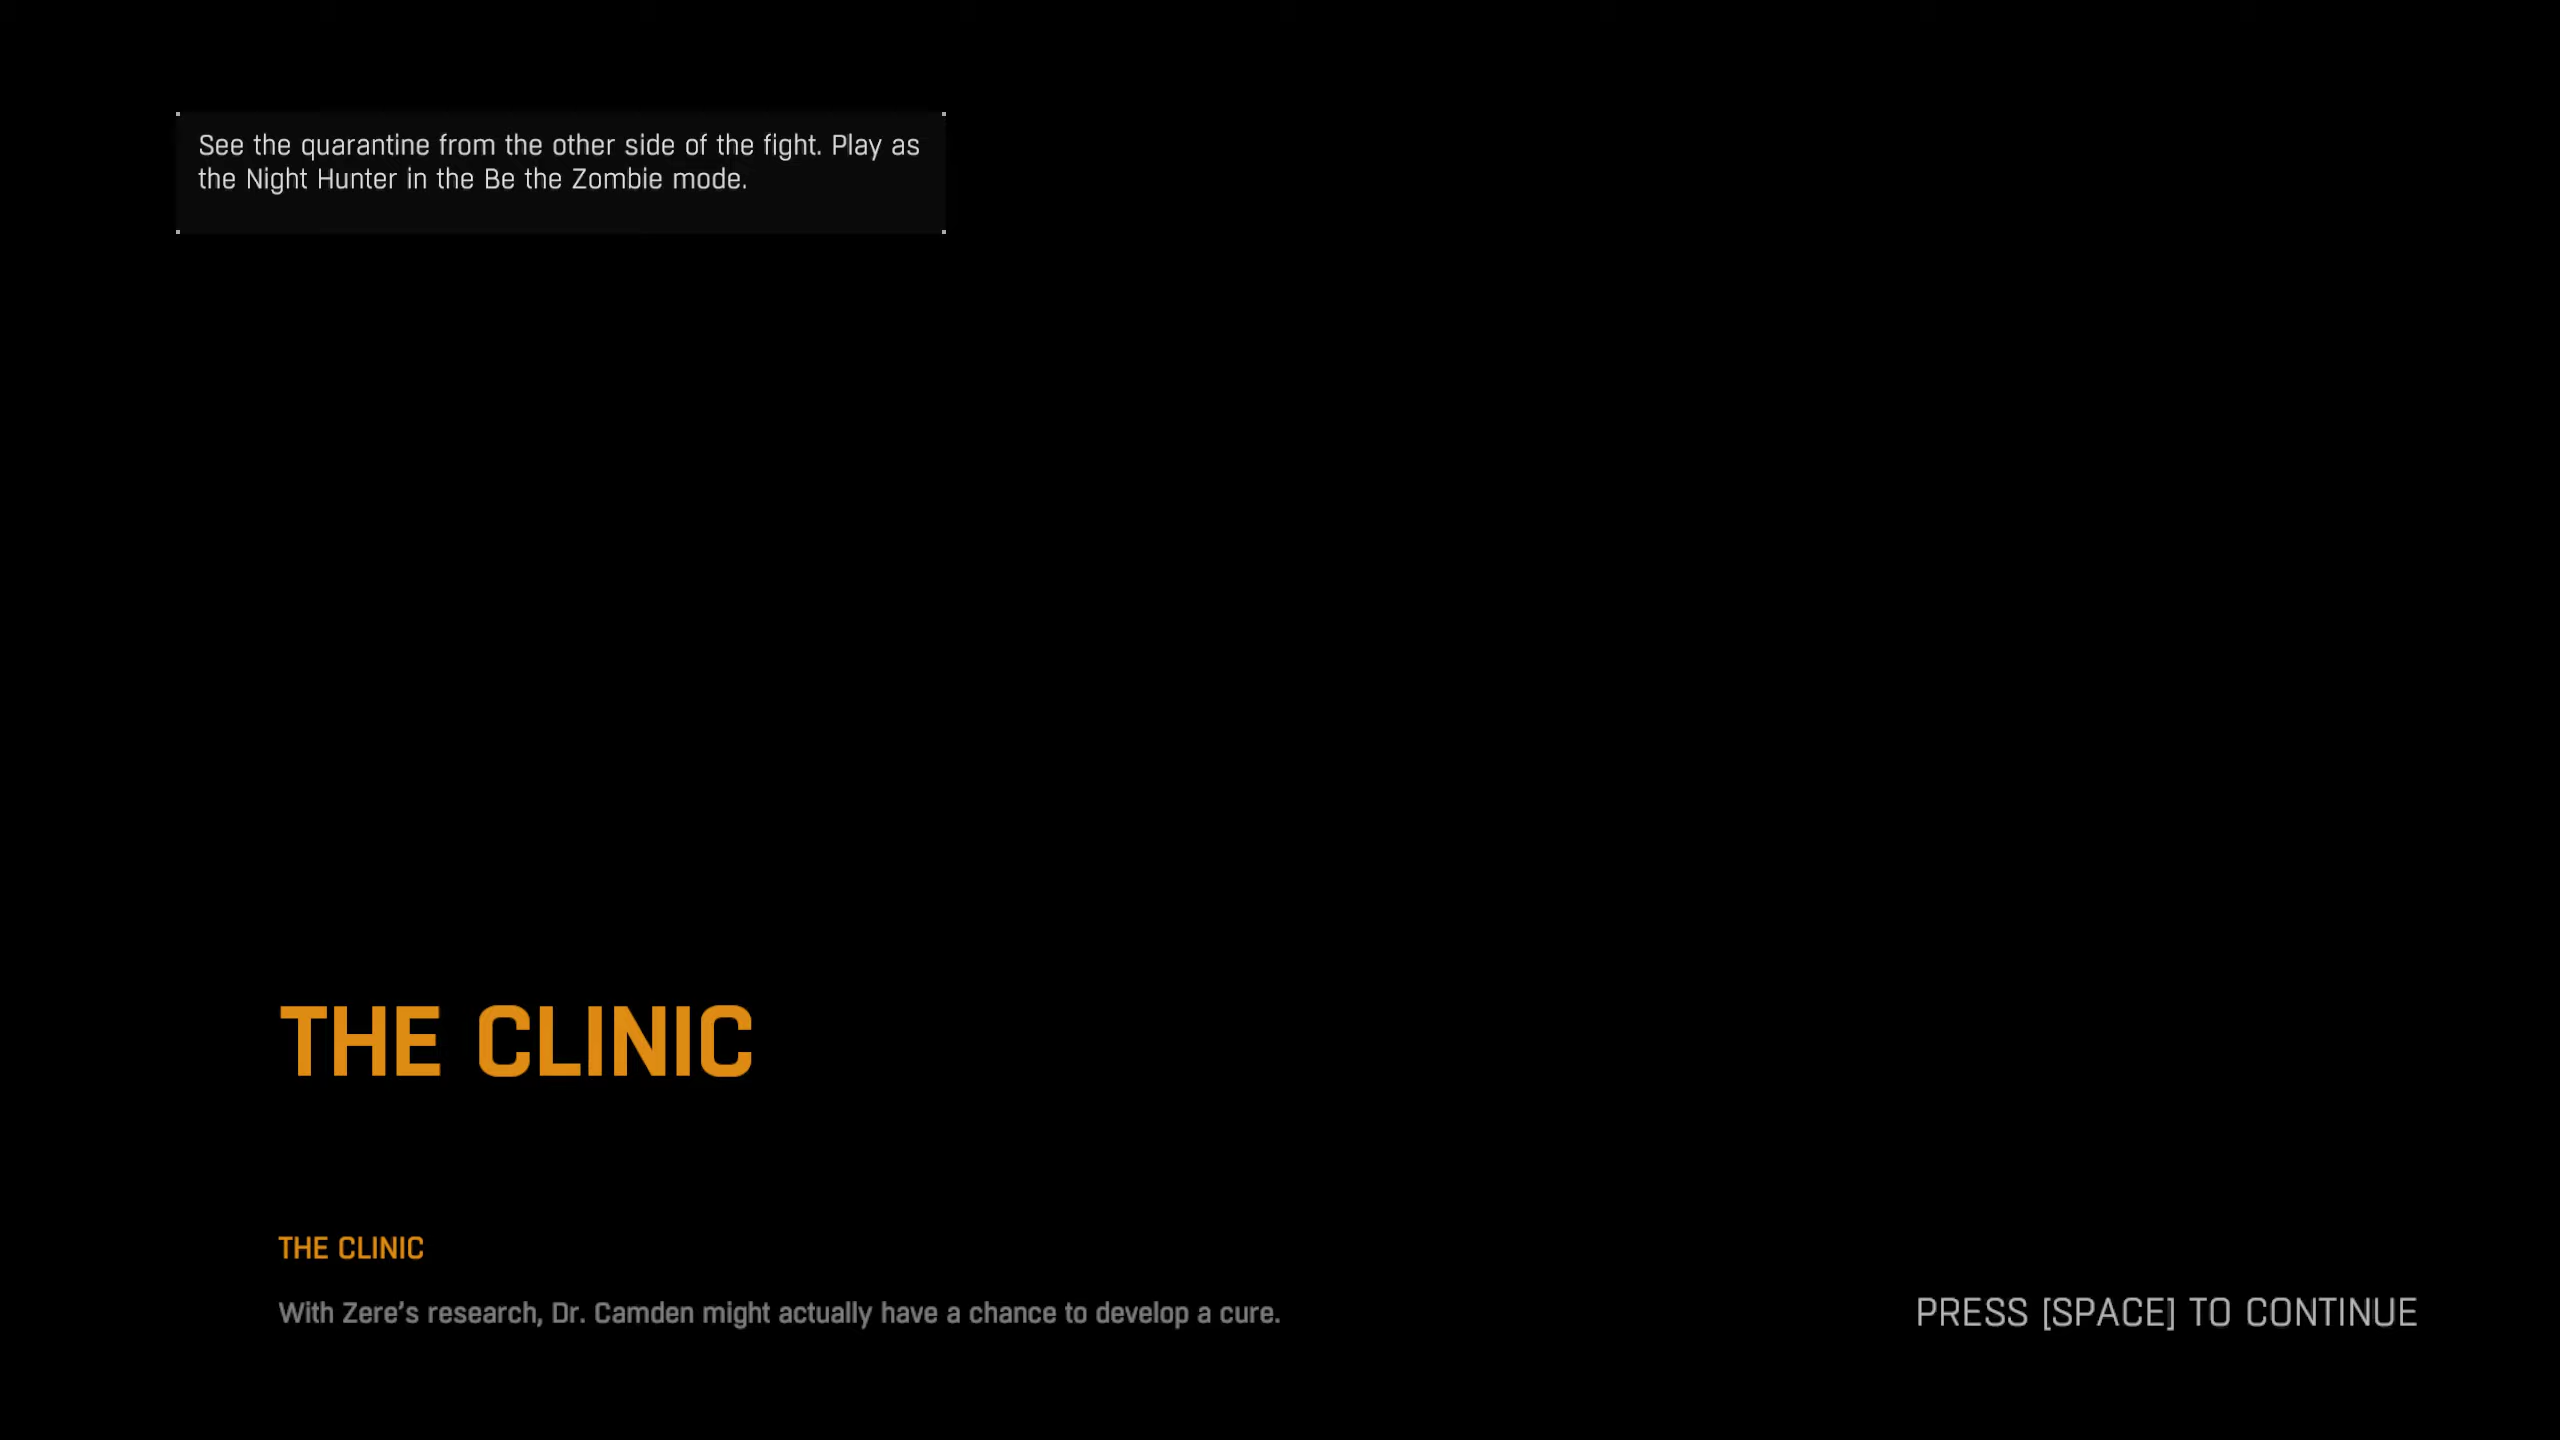 See the quarantine from the other side of the fight. Play as
the Night Hunter in the Be the Zombie mode.
THE CLINIC
THE CLINIC
With Zere’s research, Dr. Camden might actually have a chance to develop a cure.
PRESS [SPACE] TO CONTINUE